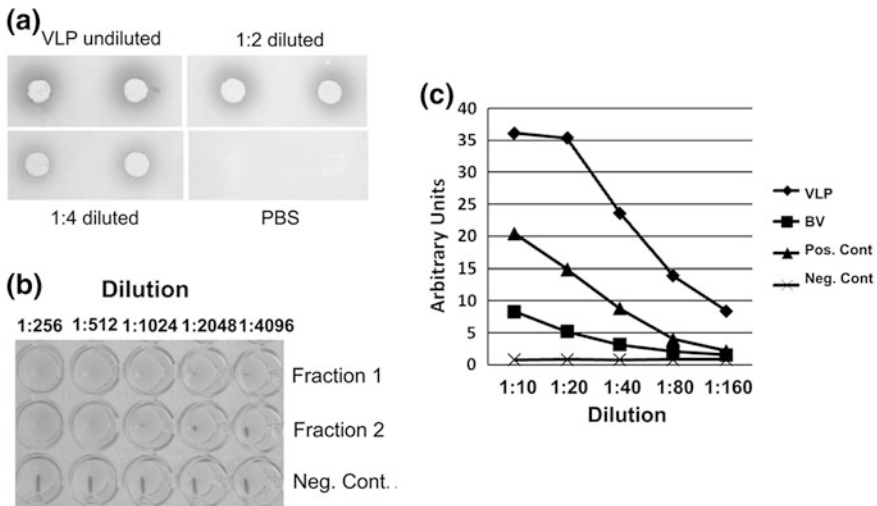 (a)
VLP undiluted 1:2 diluted
1:4 diluted PBS
(b) Dilution
1:256 1:512 1:1024 1:2048 1:4096
Fraction 1
Fraction 2
Neg. Cont..
(c)
40
35
30
25
20
15
10
5
0
Arbitrary Units
1:10 1:20 1:40 1:80 1:160
Dilution
VLP
BV
Pos. Cont
Neg. Cont